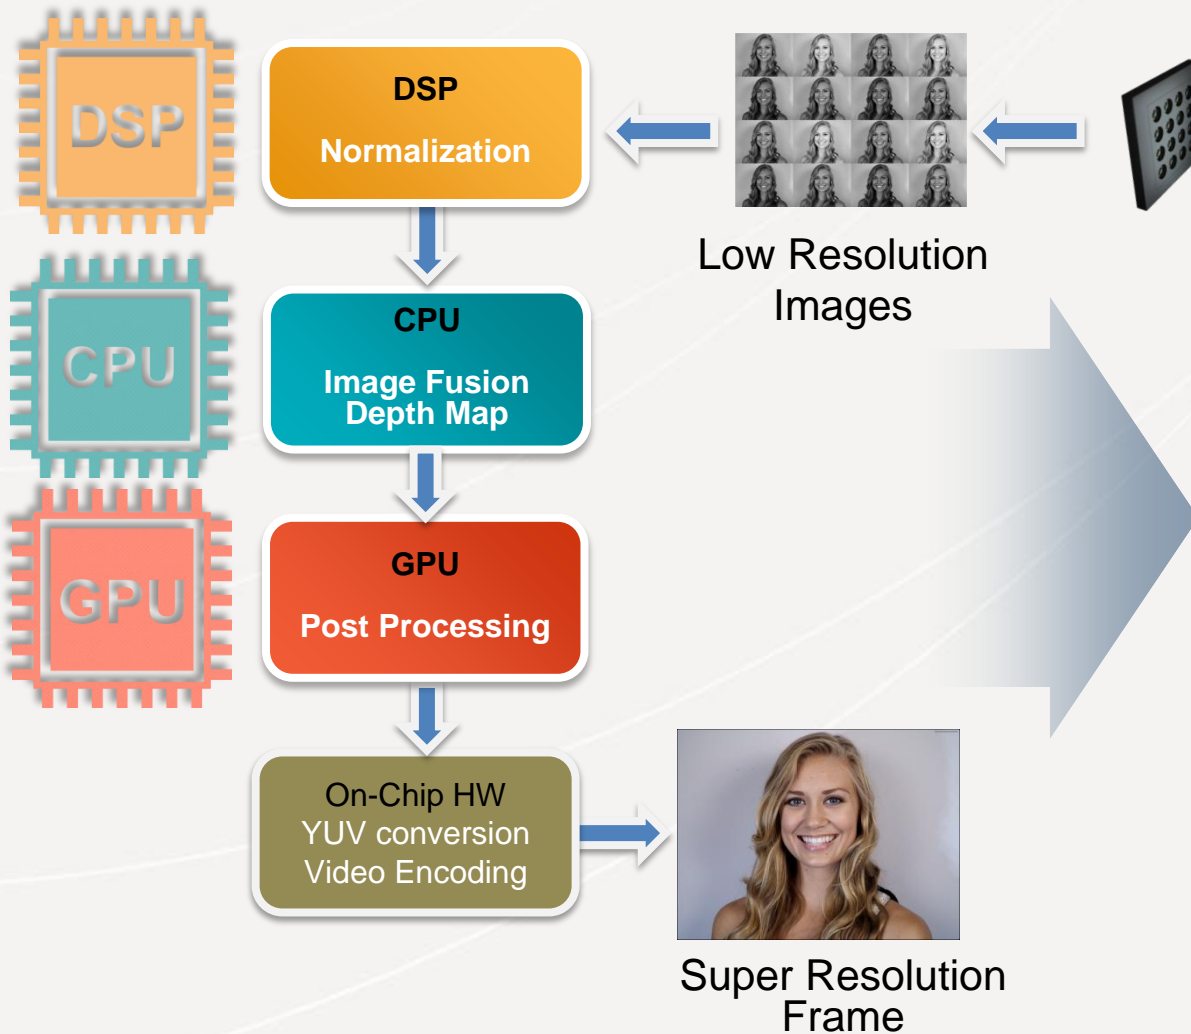 DSP
DSP
Normalization
Low Resolution
Images
CPU
CPU
Image Fusion
Depth Map
GPU
GPU
Post Processing
On-Chip HW
YUV conversion
Video Encoding
Super Resolution
Frame